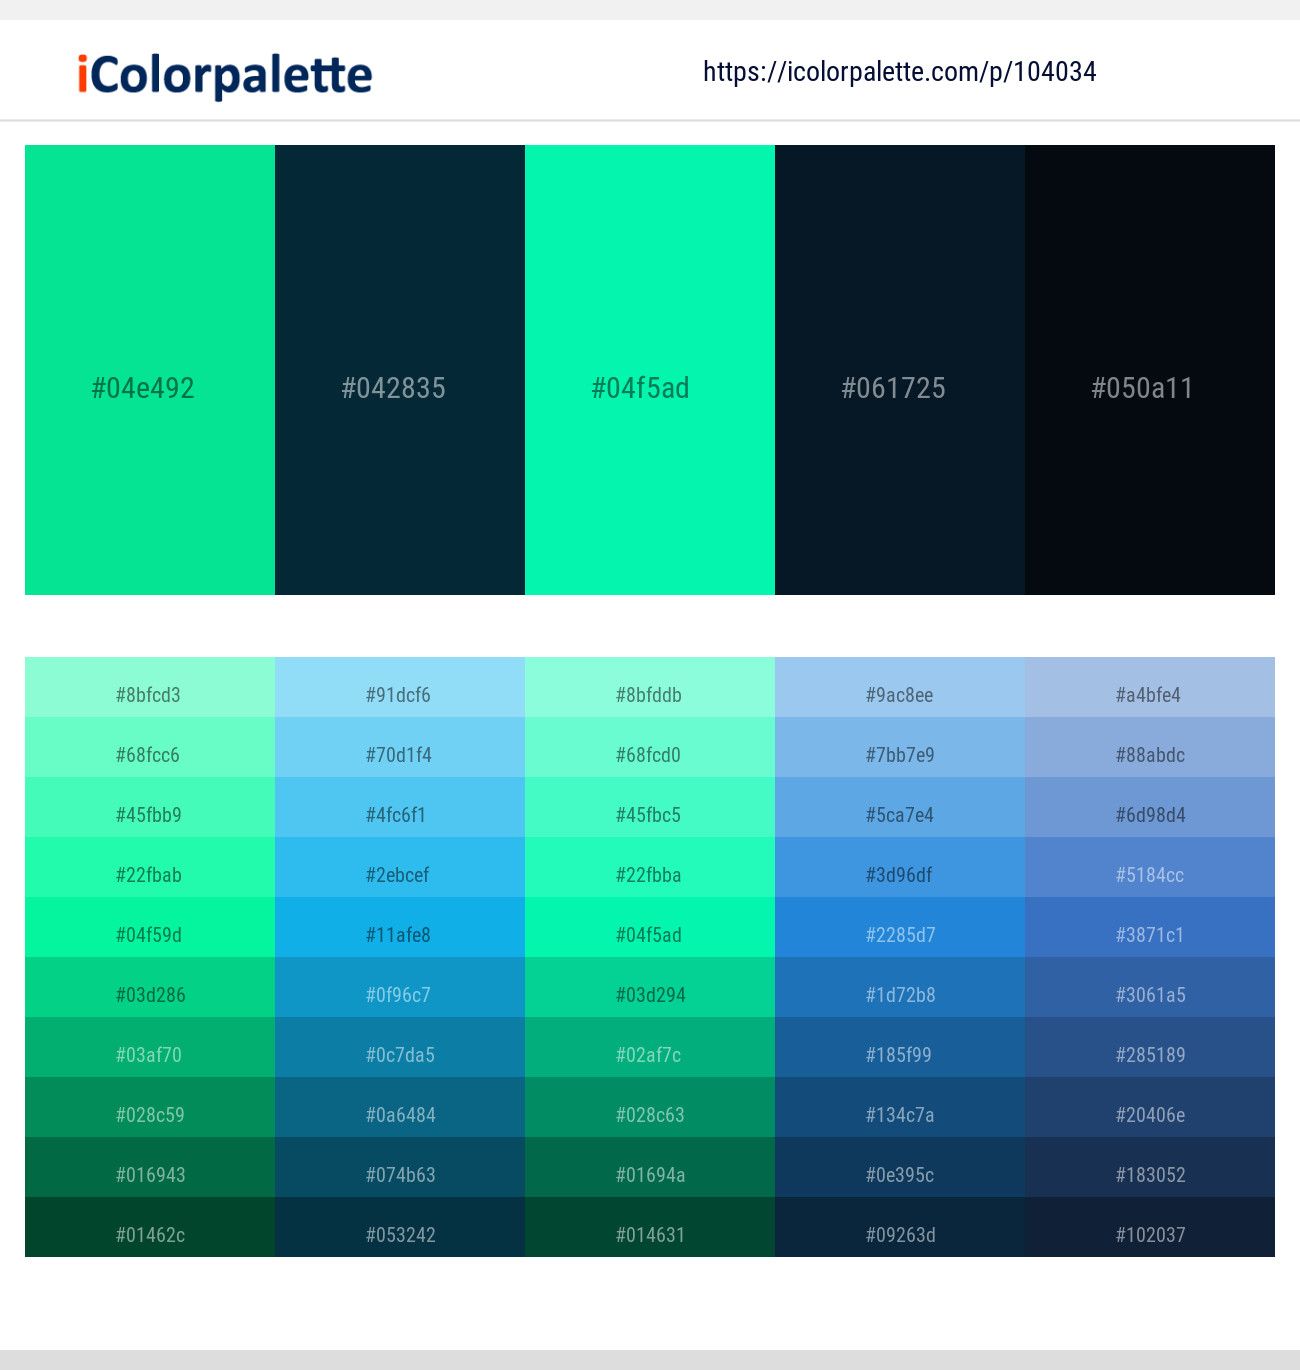 iColorpalette
https://icolorpalette.com/p/104034
#04e492 #042835 #04f5ad #061725 #050a11
#8bfcd3 #91dcf6 #8bfddb #9ac8ee #a4bfe4
#68fcc6 #70d1f4 #68fcd0 #7bb7e9 #88abdc
#45fbb9 #4fc6f1 #45fbc5 #5ca7e4 #6d98d4
#22fbab #2ebcef #22fbba #3d96df #5184cc
#04f59d #11afe8 #04f5ad #2285d7 #3871c1
#03d286 #0f96c7 #03d294 #1d72b8 #3061a5
#03af70 #0c7da5 #02af7c #185f99 #285189
#028c59 #0a6484 #028c63 #134c7a #20406e
#016943 #074b63 #01694a #0e395c #183052
#01462c #053242 #014631 #09263d #102037